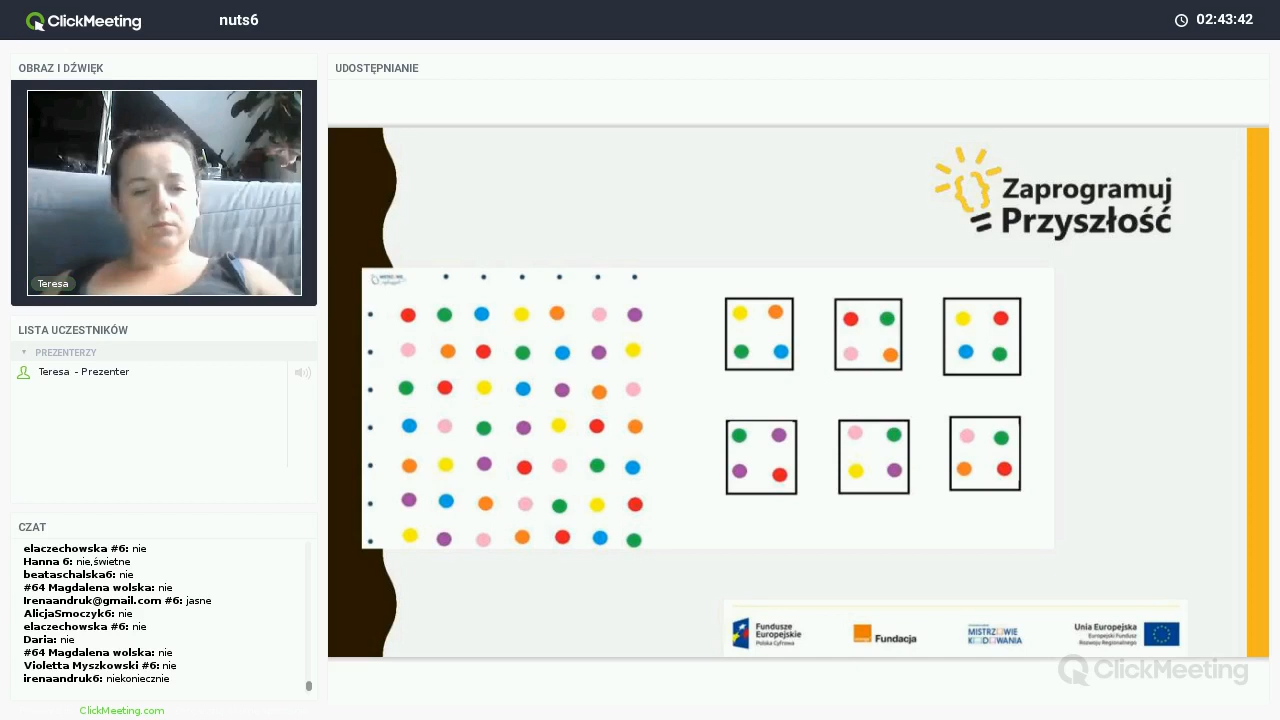 ClickMeeting
nuts6
02:43:42
OBRAZ I DŹWIĘK
Teresa
LISTA UCZESTNIKÓW
PREZENTERZY
Teresa - Prezenter
CZAT
elaczechowska #6: nie
Hanna 6: nie,świetne
beataschalska6: nie
#64 Magdalena wolska: nie
Irenaandruk@gmail.com #6: jasne
AlicjaSmoczyk6: nie
elaczechowska #6: nie
Daria: nie
#64 Magdalena wolska: nie
Violetta Myszkowski #6: nie
irenaandruk6: niekoniecznie
ClickMeeting.com
UDOSTĘPNIANIE
Zaprogramuj
Przyszłość
Fundusze
Europejskie
Polska Cyfrowa
orange
Fundacja
MISTRZOWIE
KODOWANIA
Unia Europejska
Europejski Fundusz
Rozwoju Regionalnego
ClickMeeting